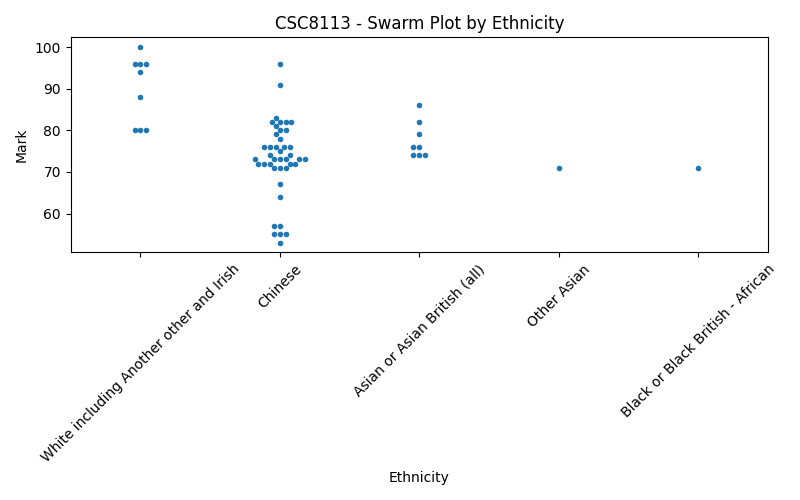 CSC8113 - Swarm Plot by Ethnicity
100
90
80
70
60
Mark
White including Another other and Irish
Chinese
Asian or Asian British (all)
Other Asian
Black or Black British - African
Ethnicity